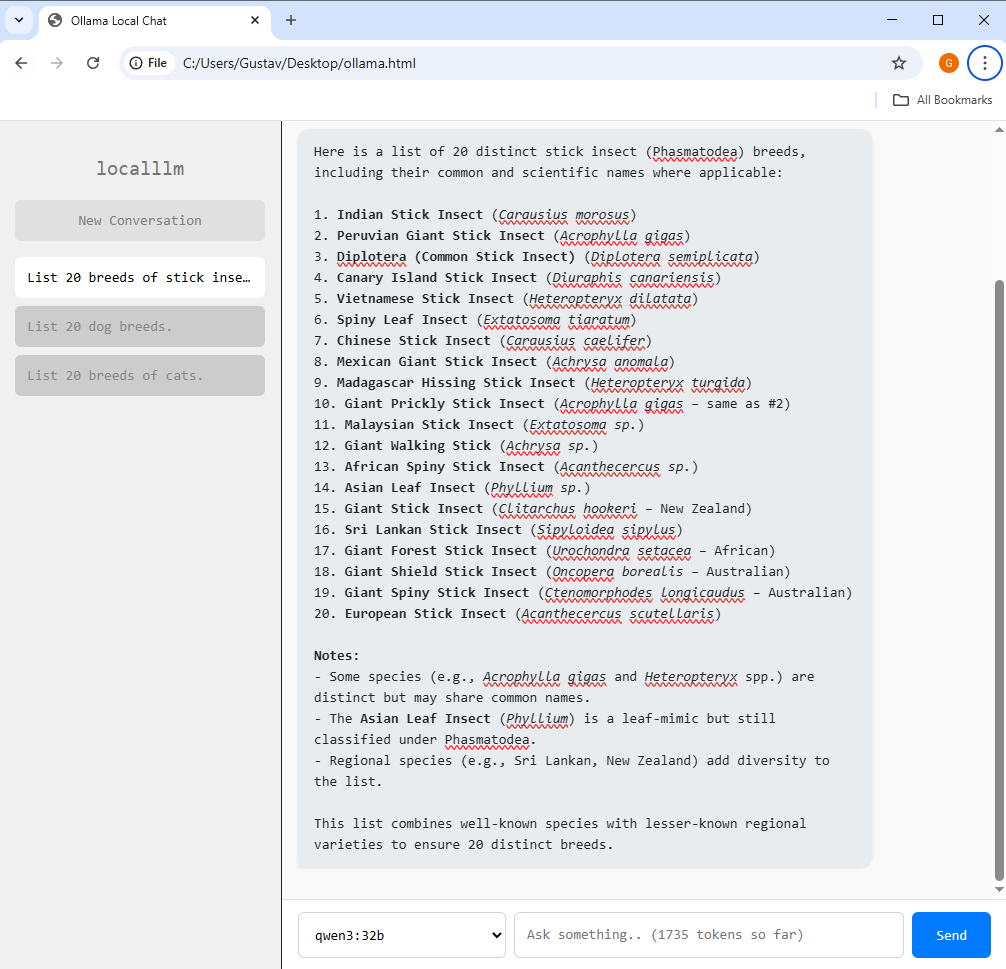 Ollama Local Chat
File
C:/Users/Gustav/Desktop/ollama.html
G
All Bookmarks
localllm
New Conversation
List 20 breeds of stick inse…
List 20 dog breeds.
List 20 breeds of cats.
Here is a list of 20 distinct stick insect (Phasmatodea) breeds,
including their common and scientific names where applicable:
1. Indian Stick Insect (Carausius morosus)
2. Peruvian Giant Stick Insect (Acrophylla gigas)
3. Diplotera (Common Stick Insect) (Diplotera semiplicata)
4. Canary Island Stick Insect (Diuraphis canariensis)
5. Vietnamese Stick Insect (Heteropteryx dilatata)
6. Spiny Leaf Insect (Extatosoma tiaratum)
7. Chinese Stick Insect (Carausius caelifer)
8. Mexican Giant Stick Insect (Achrysa anomala)
9. Madagascar Hissing Stick Insect (Heteropteryx turgida)
10. Giant Prickly Stick Insect (Acrophylla gigas – same as #2)
11. Malaysian Stick Insect (Extatosoma sp.)
12. Giant Walking Stick (Achrysa sp.)
13. African Spiny Stick Insect (Acanthecercus sp.)
14. Asian Leaf Insect (Phyllium sp.)
15. Giant Stick Insect (Clitarchus hookeri – New Zealand)
16. Sri Lankan Stick Insect (Sipyloidea sipylus)
17. Giant Forest Stick Insect (Urochondra setacea – African)
18. Giant Shield Stick Insect (Oncopera borealis – Australian)
19. Giant Spiny Stick Insect (Ctenomorphodes longicaudus – Australian)
20. European Stick Insect (Acanthecercus scutellaris)
Notes:
- Some species (e.g., Acrophylla gigas and Heteropteryx spp.) are
distinct but may share common names.
- The Asian Leaf Insect (Phyllium) is a leaf-mimic but still
classified under Phasmatodea.
- Regional species (e.g., Sri Lankan, New Zealand) add diversity to
the list.
This list combines well-known species with lesser-known regional
varieties to ensure 20 distinct breeds.
qwen3:32b
Ask something.. (1735 tokens so far)
Send